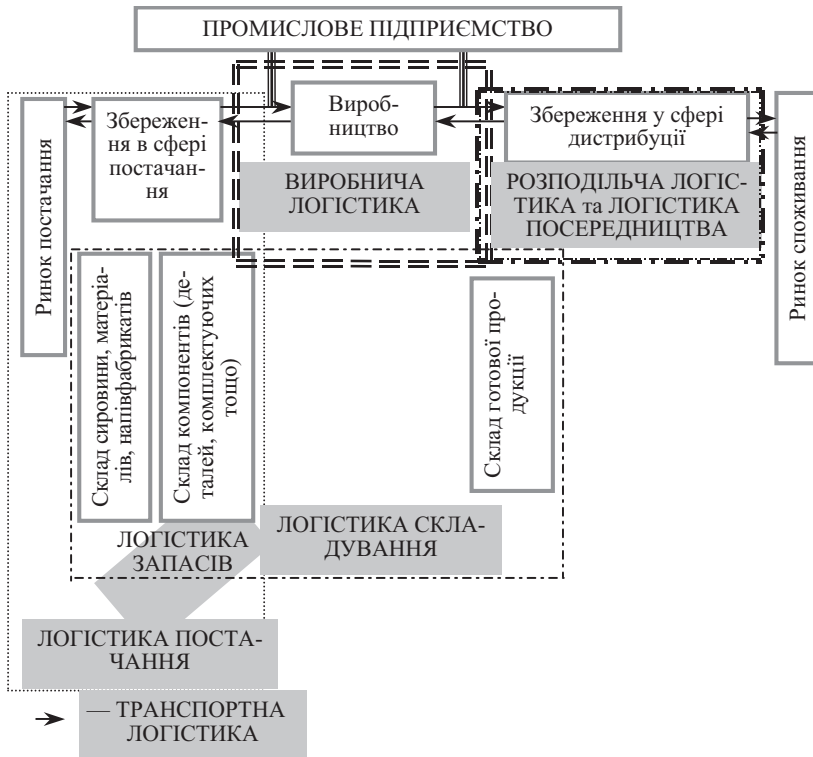 ПРОМИСЛОВЕ ПІДПРИЄМСТВО
Ринок постачання
Збережен-
ня в сфері
постачан-
ня
Вироб-
ництво
Збереження у сфері
дистрибуції
Ринок споживання
ВИРОБНИЧА
ЛОГІСТИКА
РОЗПОДІЛЬЧА ЛОГІС-
ТИКА та ЛОГІСТИКА
ПОСЕРЕДНИЦТВА
Склад сировини, матеріа-
лів, напівфабрикатів
Склад компонентів (де-
талей, комплектуючих
тощо)
Склад готової про-
дукції
ЛОГІСТИКА
ЗАПАСІВ
ЛОГІСТИКА СКЛА-
ДУВАННЯ
ЛОГІСТИКА ПОСТА-
ЧАННЯ
— ТРАНСПОРТНА
ЛОГІСТИКА